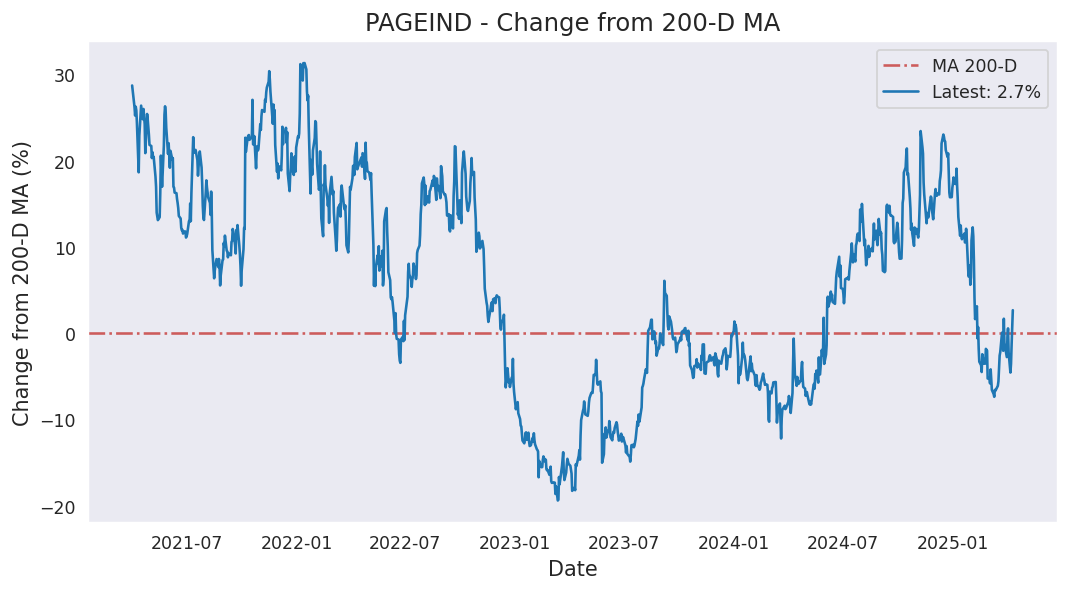 PAGEIND - Change from 200-D MA
MA 200-D
Latest: 2.7%
Change from 200-D MA (%)
30
20
10
0
−10
−20
2021-07
2022-01
2022-07
2023-01
2023-07
2024-01
2024-07
2025-01
Date